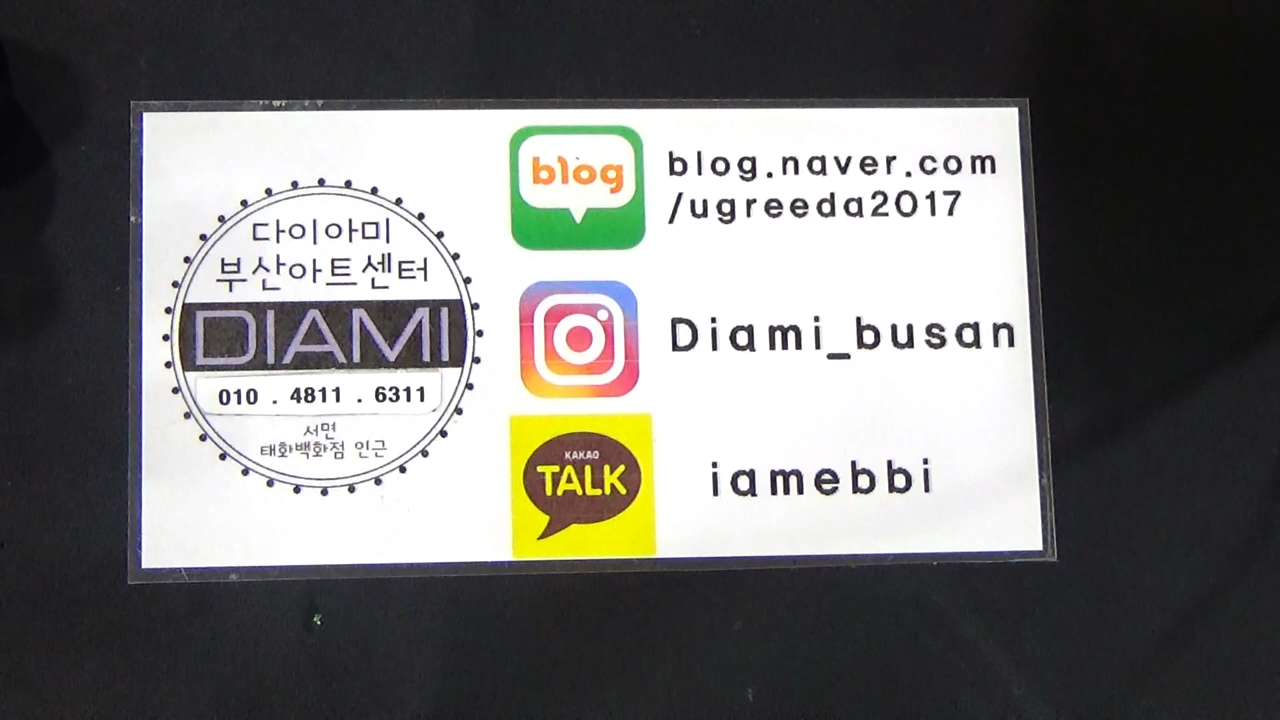 다이아미
부산아트센터
DIAMI
010 . 4811 . 6311
서면
태화백화점 인근
blog
blog.naver.com
/ugreeda2017
Diami_busan
KAKAO
TALK
iamebbi